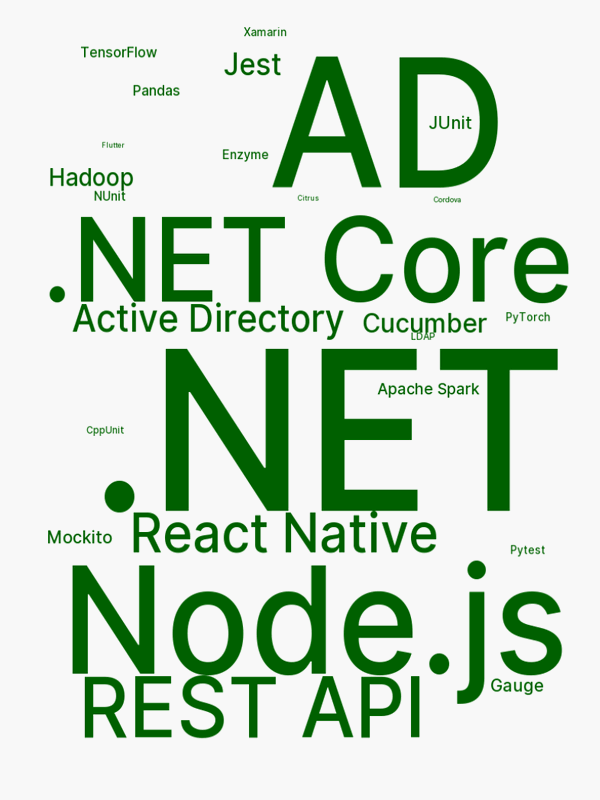 Xamarin
TensorFlow
Jest
AD
Pandas
JUnit
Flutter
Enzyme
Hadoop
NUnit
Citrus
Cordova
.NET Core
Active Directory
Cucumber
PyTorch
LDAP
.NET
Apache Spark
CppUnit
React Native
Mockito
Pytest
Node.js
Gauge
REST API